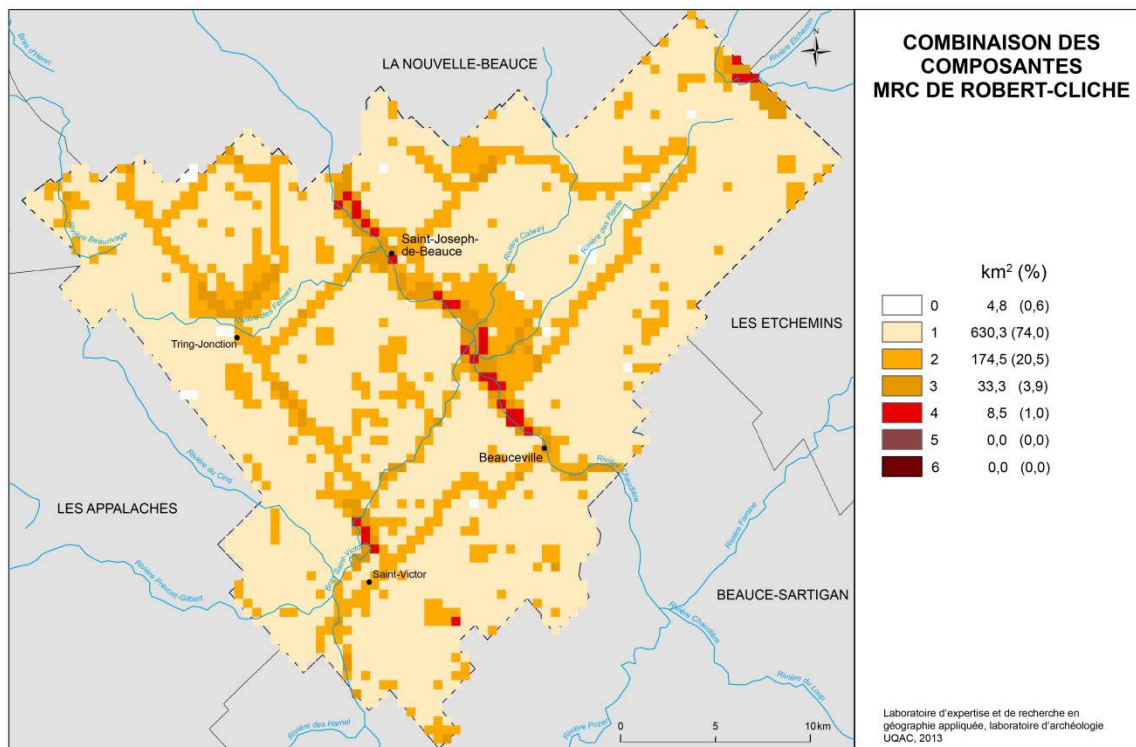 COMBINAISON DES
COMPOSANTES
MRC DE ROBERT-CLICHE
km² (%)
0 4,8 (0,6)
1 630,3 (74,0)
2 174,5 (20,5)
3 33,3 (3,9)
4 8,5 (1,0)
5 0,0 (0,0)
6 0,0 (0,0)
Laboratoire d'expertise et de recherche en
géographie appliquée, laboratoire d'archéologie
UQAC, 2013
Bras d'Henri
LA NOUVELLE-BEAUCE
Rivière Etchemin
N
Rivière Beaurivage
Saint-Joseph-
de-Beauce
Rivière Calway
Rivière des Plante
Rivière des Fermes
Tring-Jonction
LES ETCHEMINS
Beauceville
Rivière du Cinq
Rivière Chaudière
LES APPALACHES
Rivière Famine
Bras Saint-Victor
Saint-Victor
Rivière Prévost-Gilbert
BEAUCE-SARTIGAN
Rivière Chaudière
Rivière du Loup
Rivière des Hamel
Rivière Pozer
0 5 10km